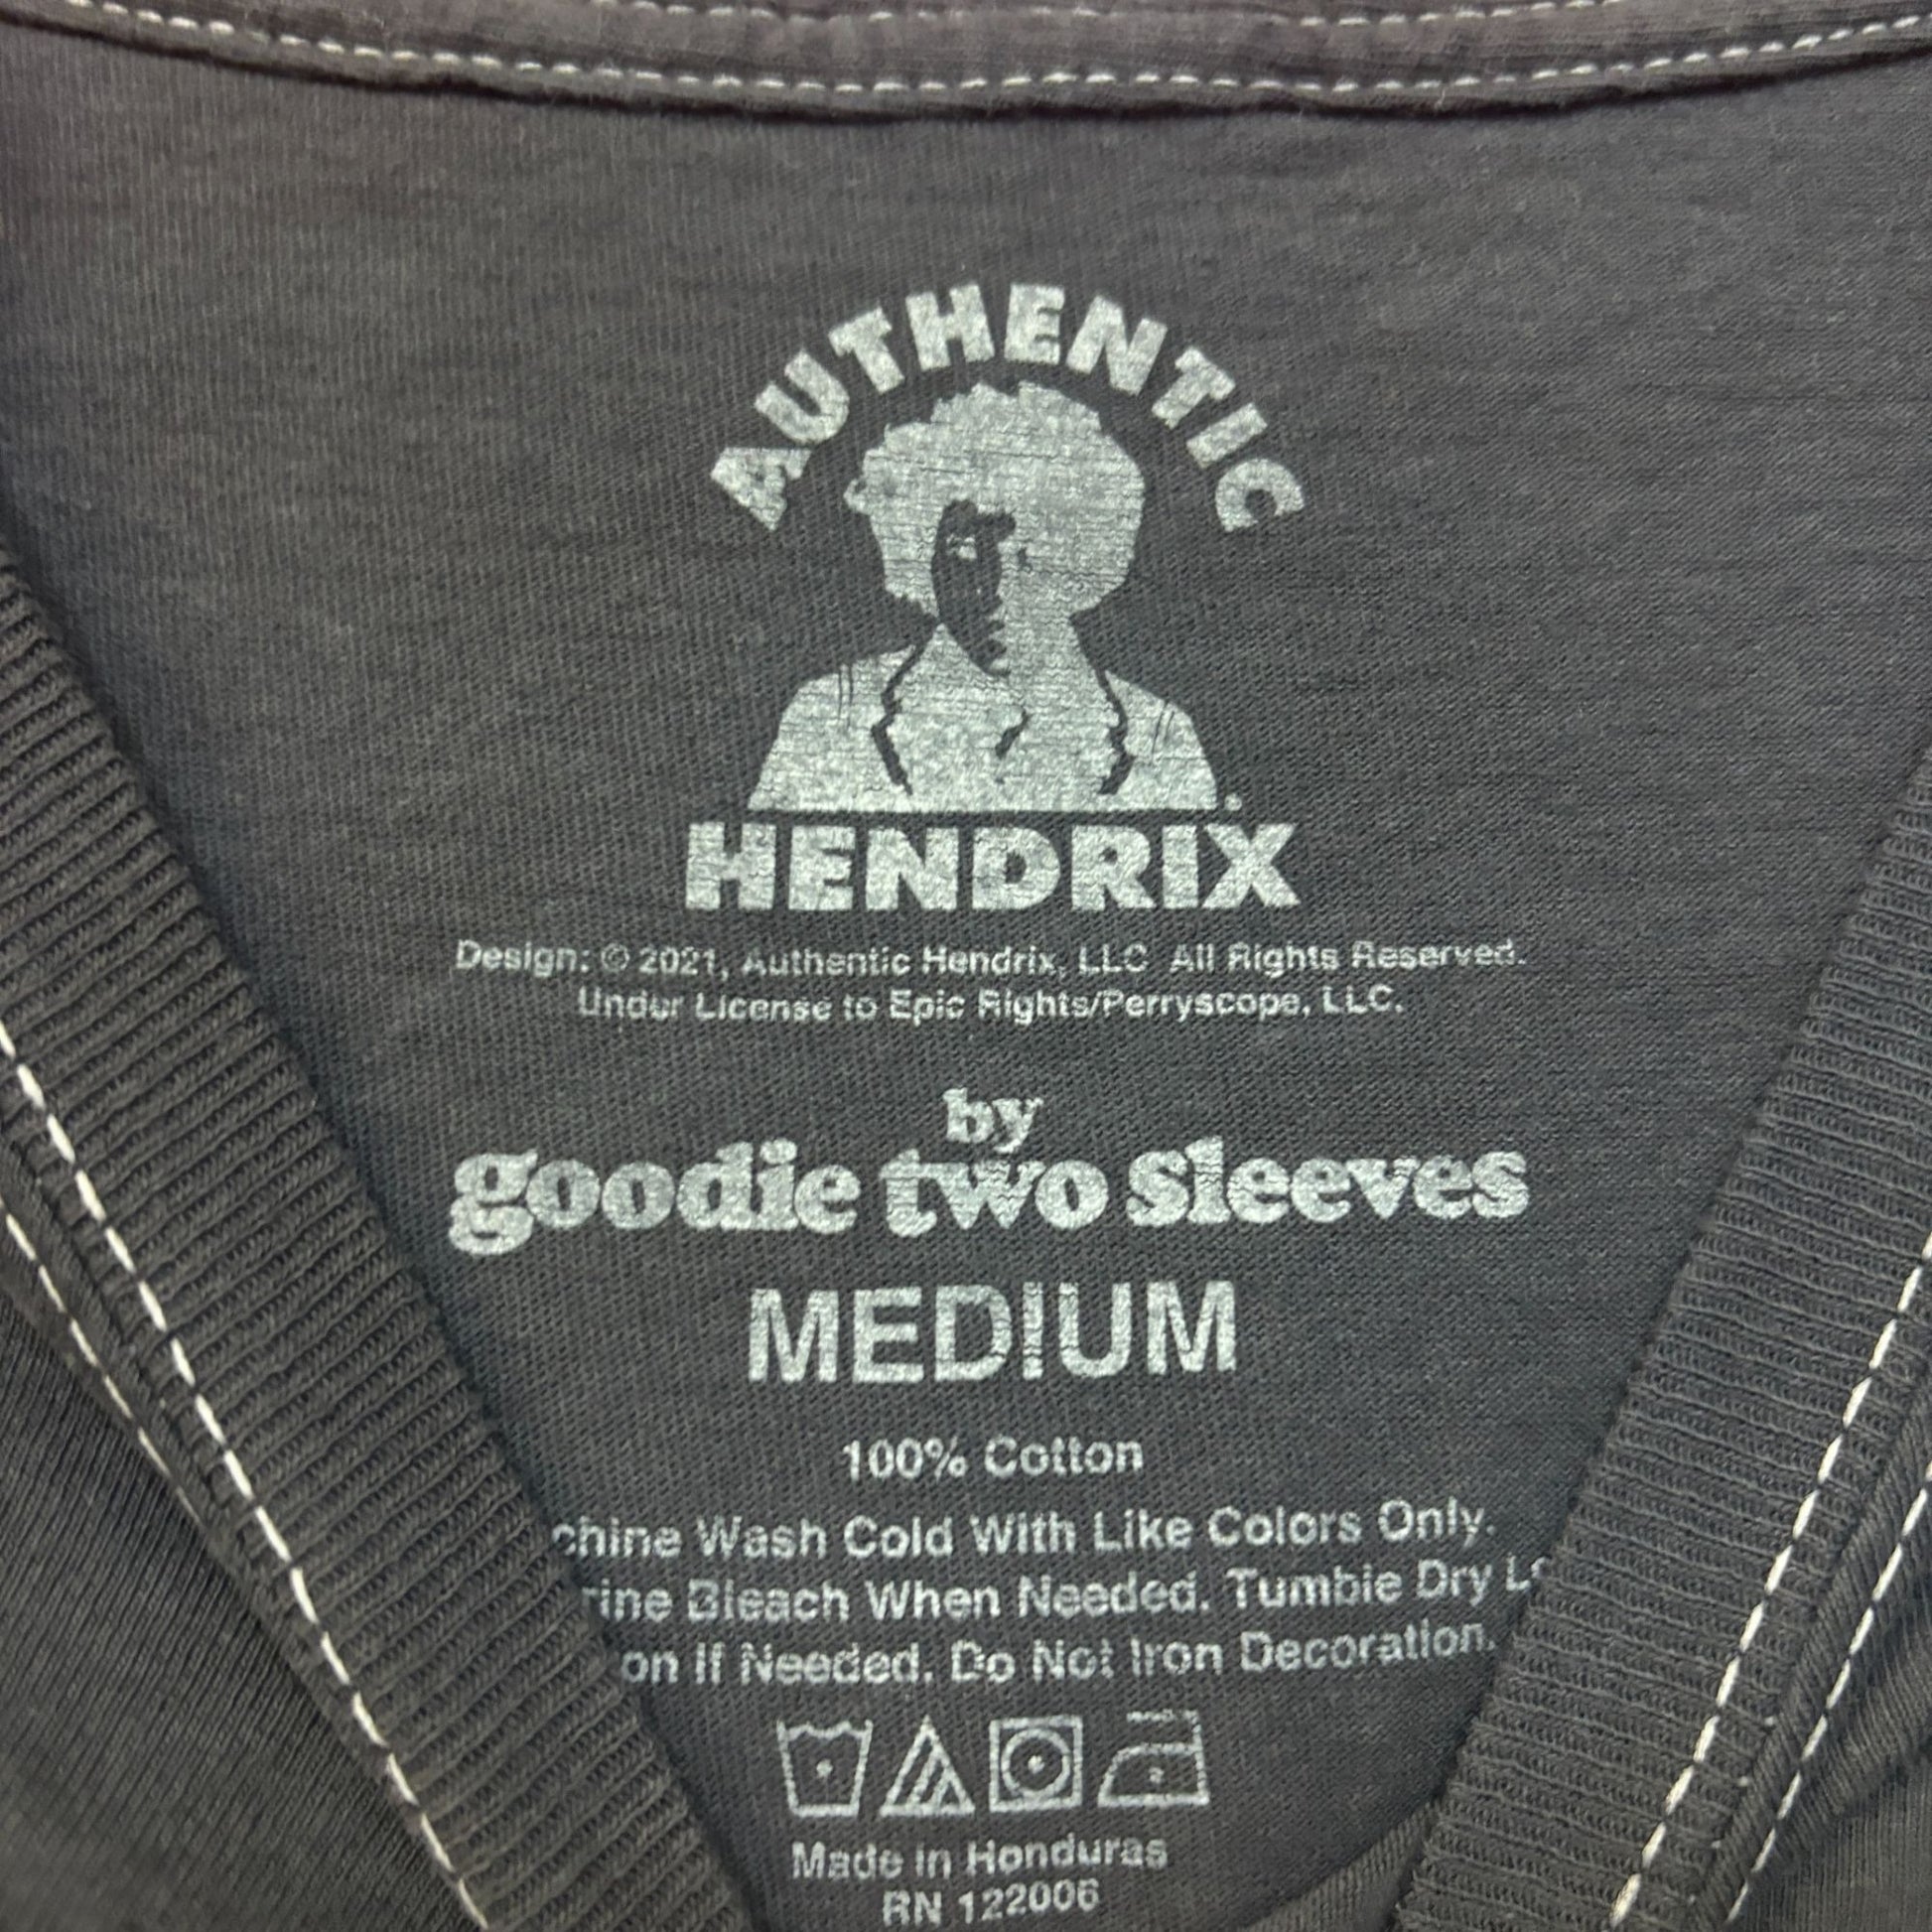 AUTHENTIC
HENDRIX
Design: © 2021, Authentic Hendrix, LLC All Rights Reserved.
Under License to Epic Rights/Perryscope, LLC.
by
goodie two sleeves
MEDIUM
100% Cotton
chine Wash Cold With Like Colors Only.
rine Bleach When Needed. Tumble Dry Lo
on If Needed. Do Not Iron Decoration.
Made in Honduras
RN 122006